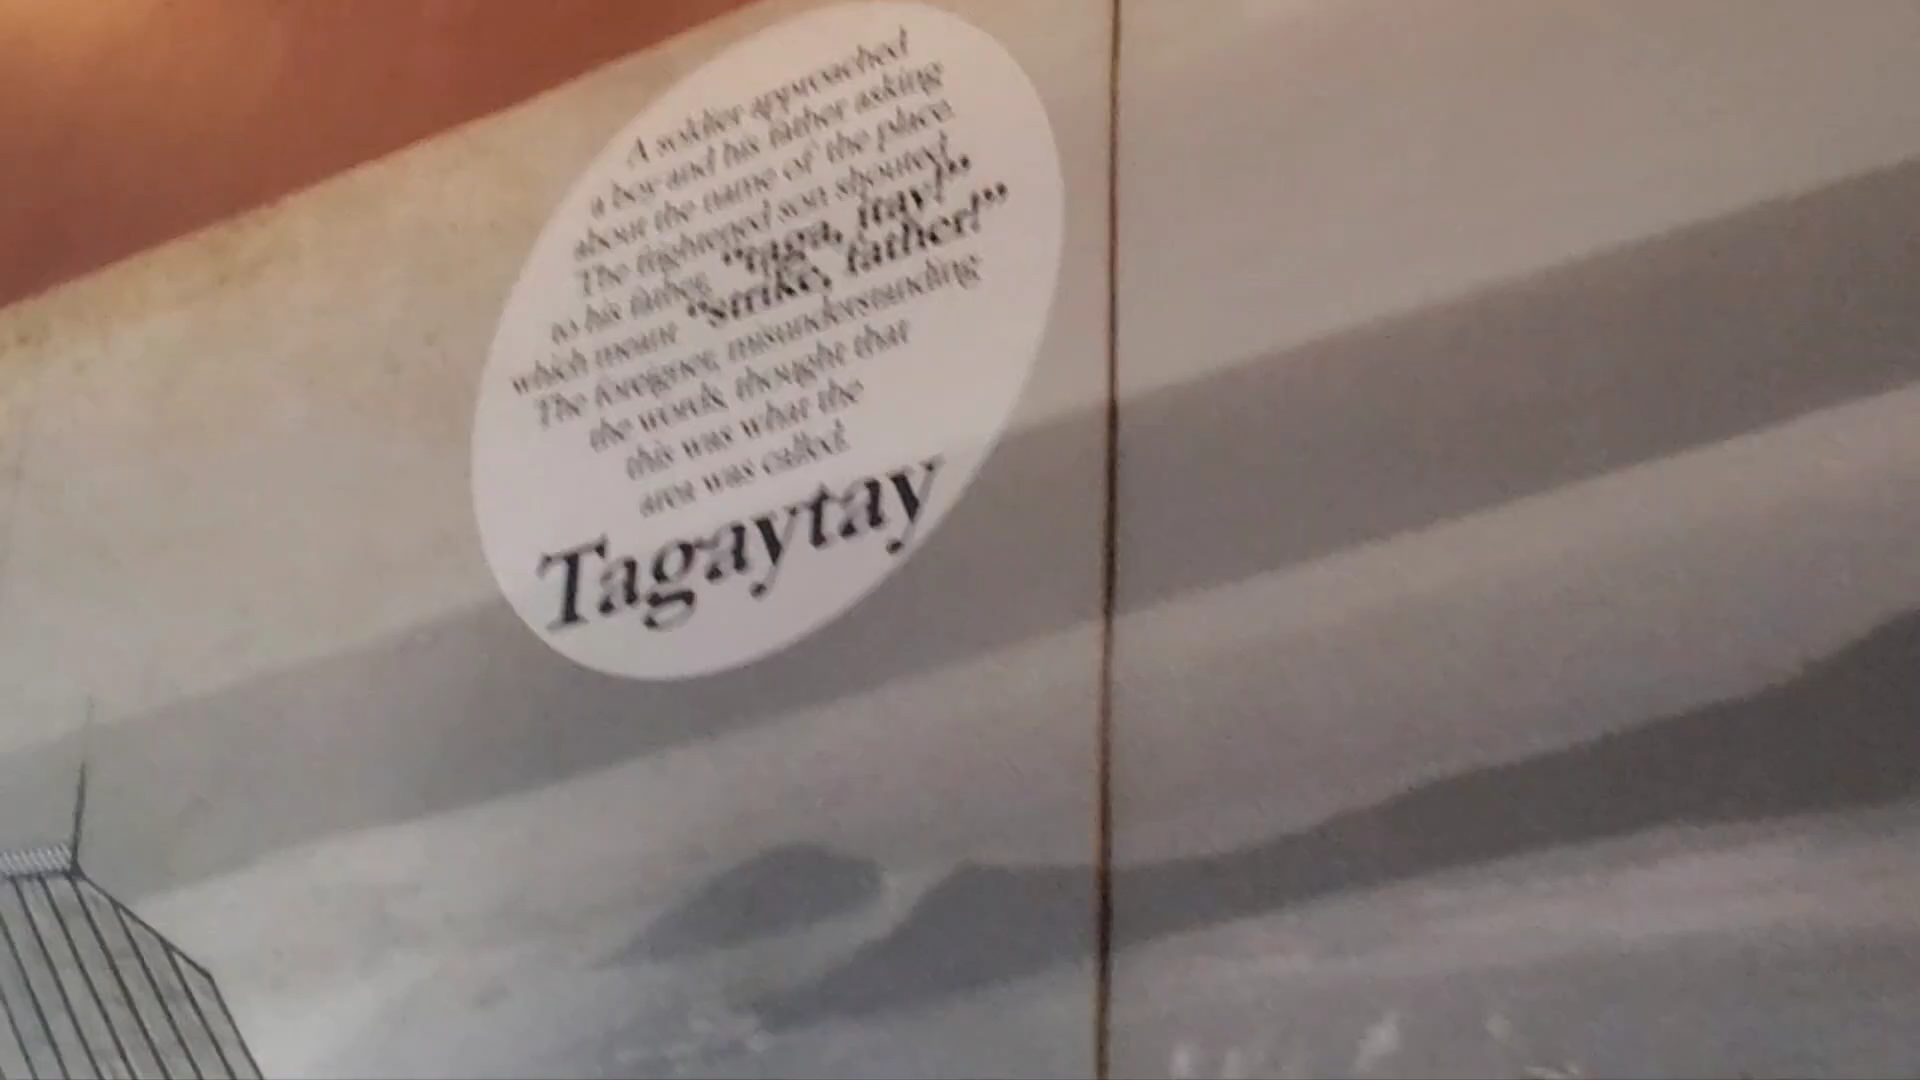 A soldier approached
a boy and his father asking
about the name of the place.
The frightened son shouted
to his father, “taga, itay!”
which meant “strike, father!”
The foreigner, misunderstanding
the words, thought that
this was what the
area was called.
Tagaytay